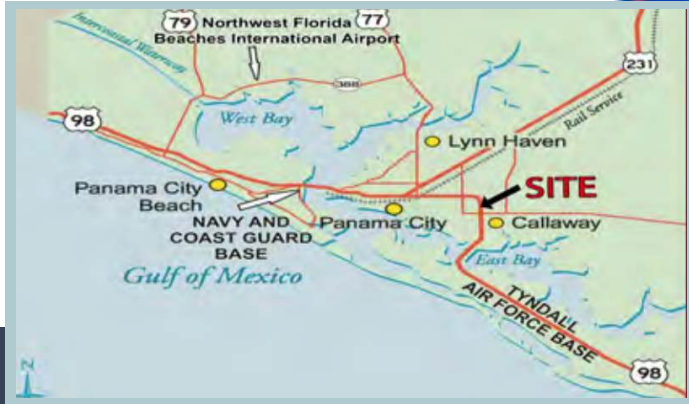 79
Northwest Florida
77
Beaches International Airport
Intercoastal Waterway
388
231
98
West Bay
Lynn Haven
Rail Service
Panama City
Beach
SITE
NAVY AND
COAST GUARD
BASE
Panama City
Callaway
Gulf of Mexico
East Bay
TYNDALL
AIR FORCE BASE
98
N